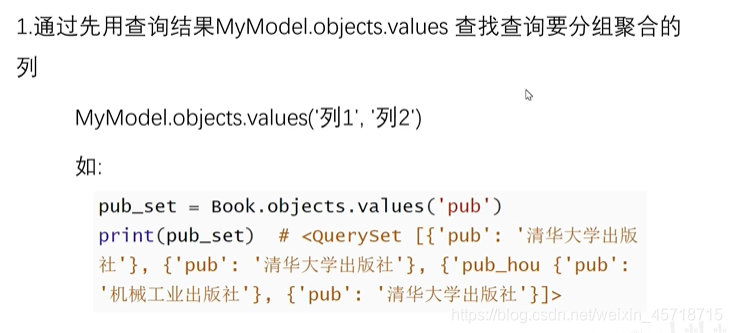 1.通过先用查询结果MyModel.objects.values 查找查询要分组聚合的
列
MyModel.objects.values('列1', '列2')
如:
pub_set = Book.objects.values('pub')
print(pub_set)  # <QuerySet [{'pub': '清华大学出版
社'}, {'pub': '清华大学出版社'}, {'pub_hou {'pub':
'机械工业出版社'}, {'pub': '清华大学出版社'}]>
https://blog.csdn.net/weixin_45718715